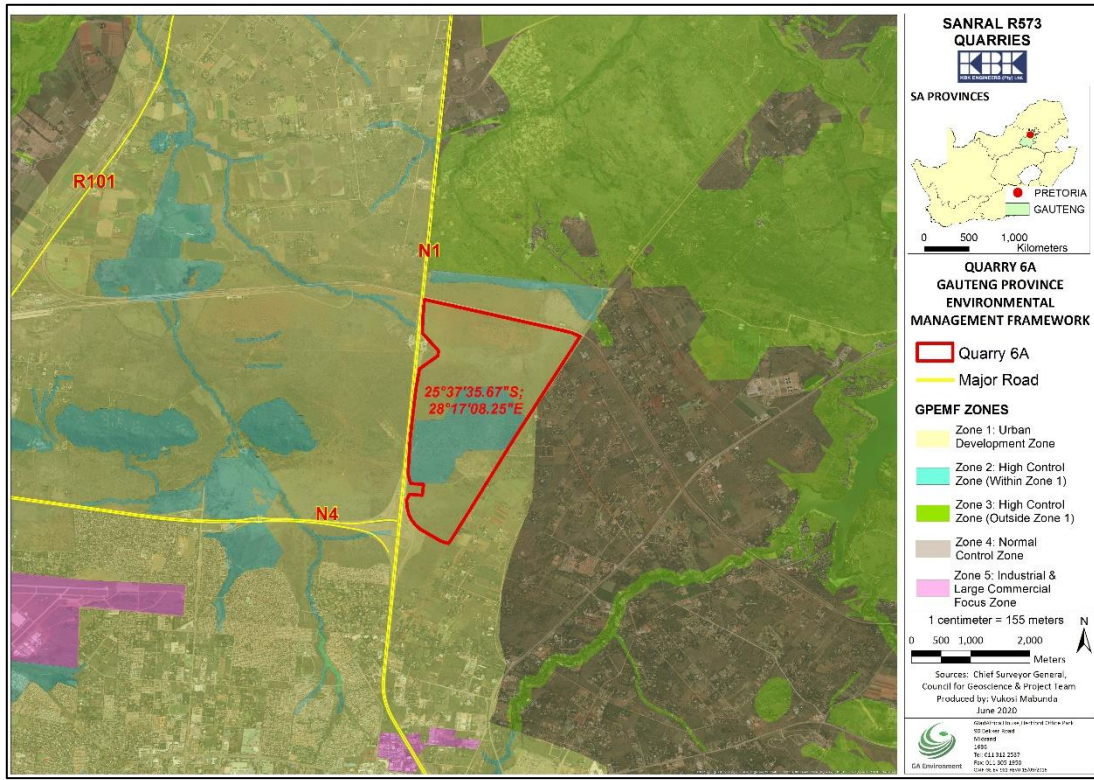 R101
N1
25°37'35.67"S;
28°17'08.25"E
N4
SANRAL R573
QUARRIES
KBK
KBK ENGINEERS (Pty) Ltd
SA PROVINCES
PRETORIA
GAUTENG
0 500 1,000
Kilometers
QUARRY 6A
GAUTENG PROVINCE
ENVIRONMENTAL
MANAGEMENT FRAMEWORK
Quarry 6A
Major Road
GPEMF ZONES
Zone 1: Urban
Development Zone
Zone 2: High Control
Zone (Within Zone 1)
Zone 3: High Control
Zone (Outside Zone 1)
Zone 4: Normal
Control Zone
Zone 5: Industrial &
Large Commercial
Focus Zone
1 centimeter = 155 meters
N
0 500 1,000 2,000
Meters
Sources: Chief Surveyor General,
Council for Geoscience & Project Team
Produced by: Vukosi Mabunda
June 2020
GA Environment
Midrand